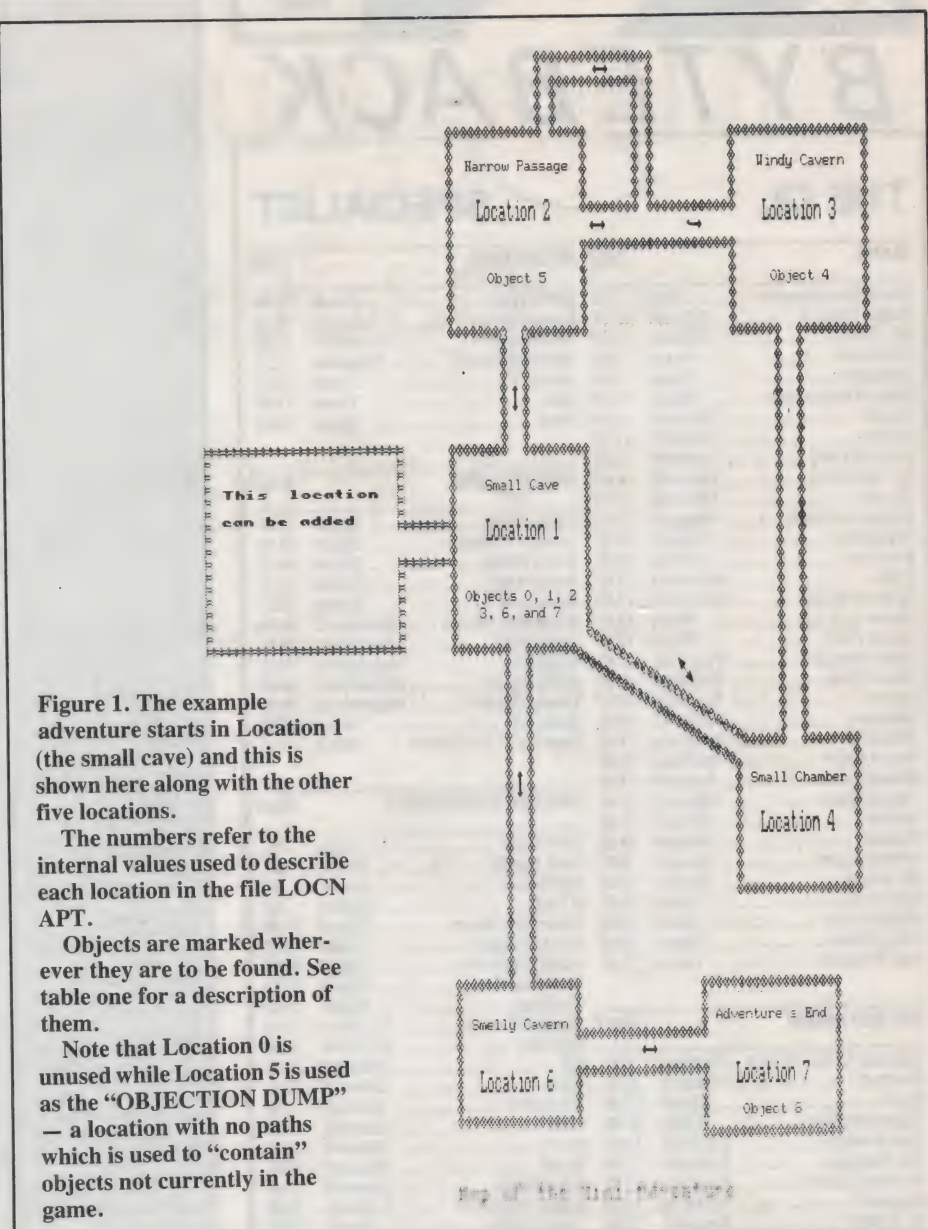 Narrow Passage
Location 2
Object 5
Windy Cavern
Location 3
Object 4
This location
can be added
Small Cave
Location 1
Objects 0, 1, 2
3, 6, and 7
Small Chamber
Location 4
Smelly Cavern
Location 6
Adventure s End
Location 7
Object 8
Map of the Mini-Adventure
Figure 1. The example
adventure starts in Location 1
(the small cave) and this is
shown here along with the other
five locations.
The numbers refer to the
internal values used to describe
each location in the file LOCN
APT.
Objects are marked wher-
ever they are to be found. See
table one for a description of
them.
Note that Location 0 is
unused while Location 5 is used
as the “OBJECTION DUMP”
— a location with no paths
which is used to “contain”
objects not currently in the
game.